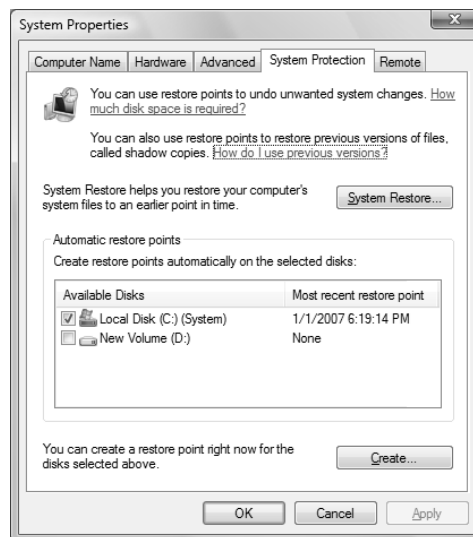 System Properties
Computer Name Hardware Advanced System Protection Remote
You can use restore points to undo unwanted system changes. How
much disk space is required?
You can also use restore points to restore previous versions of files,
called shadow copies. How do I use previous versions?
System Restore helps you restore your computer's
system files to an earlier point in time.
System Restore...
Automatic restore points
Create restore points automatically on the selected disks:
Available Disks Most recent restore point
Local Disk (C:) (System) 1/1/2007 6:19:14 PM
New Volume (D:) None
You can create a restore point right now for the
disks selected above.
Create...
OK Cancel Apply